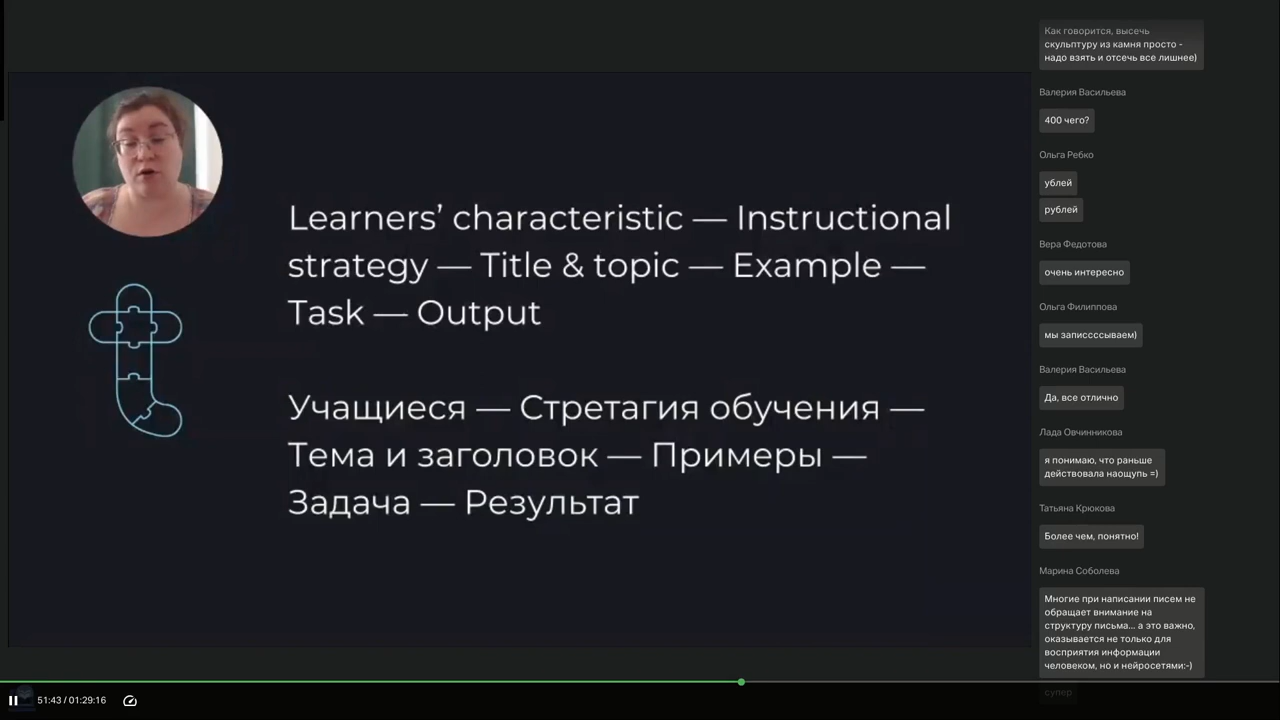 Learners’ characteristic — Instructional
strategy — Title & topic — Example —
Task — Output
Учащиеся — Стретагия обучения —
Тема и заголовок — Примеры —
Задача — Результат
Как говорится, высечь
скульптуру из камня просто -
надо взять и отсечь все лишнее)
Валерия Васильева
400 чего?
Ольга Ребко
ублей
рублей
Вера Федотова
очень интересно
Ольга Филиппова
мы записсссываем)
Валерия Васильева
Да, все отлично
Лада Овчинникова
я понимаю, что раньше
действовала наощупь =)
Татьяна Крюкова
Более чем, понятно!
Марина Соболева
Многие при написании писем не
обращает внимание на
структуру письма... а это важно,
оказывается не только для
восприятия информации
человеком, но и нейросетями:-)
супер
51:43 / 01:29:16